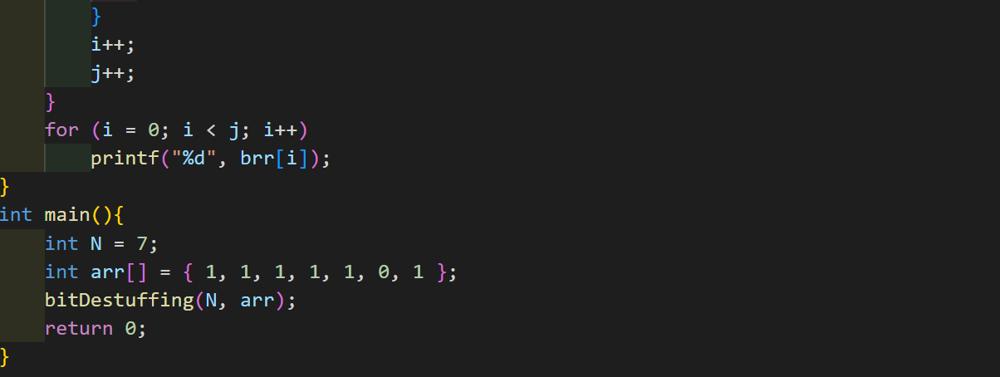 }
i++;
j++;
}
for (i = 0; i < j; i++)
printf("%d", brr[i]);
}
int main(){
int N = 7;
int arr[] = { 1, 1, 1, 1, 1, 0, 1 };
bitDestuffing(N, arr);
return 0;
}